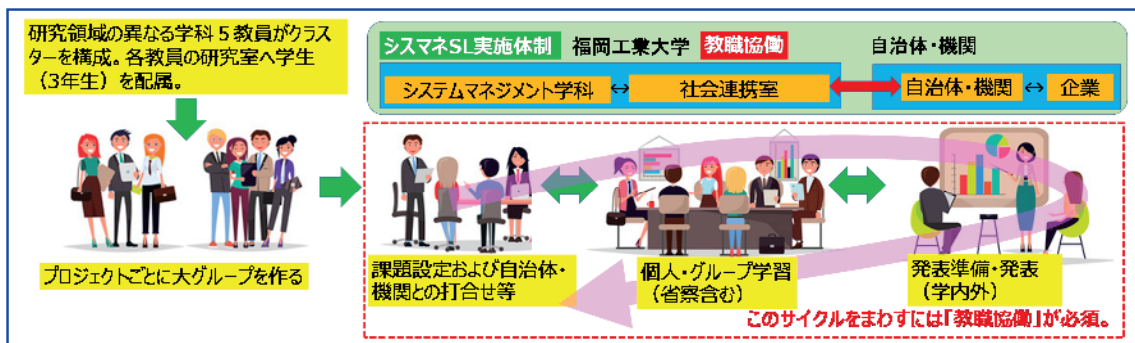 研究領域の異なる学科5教員がクラス
ターを構成。各教員の研究室へ学生
(3年生)を配属。
シスマネSL実施体制 福岡工業大学 教職協働 自治体・機関
システムマネジメント学科 ↔ 社会連携室 自治体・機関 ↔ 企業
プロジェクトごとに大グループを作る
課題設定および自治体・
機関との打合せ等
個人・グループ学習
(省察含む)
発表準備・発表
(学内外)
このサイクルをまわすには「教職協働」が必須。